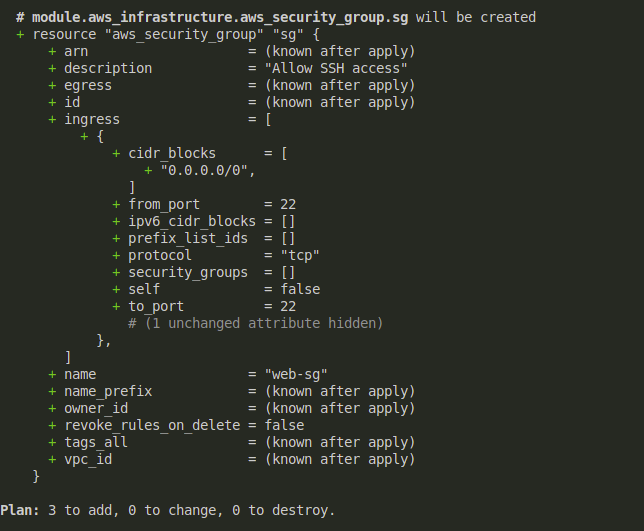 # module.aws_infrastructure.aws_security_group.sg will be created
+ resource "aws_security_group" "sg" {
+ arn = (known after apply)
+ description = "Allow SSH access"
+ egress = (known after apply)
+ id = (known after apply)
+ ingress = [
+ {
+ cidr_blocks = [
+ "0.0.0.0/0",
]
+ from_port = 22
+ ipv6_cidr_blocks = []
+ prefix_list_ids = []
+ protocol = "tcp"
+ security_groups = []
+ self = false
+ to_port = 22
# (1 unchanged attribute hidden)
},
]
+ name = "web-sg"
+ name_prefix = (known after apply)
+ owner_id = (known after apply)
+ revoke_rules_on_delete = false
+ tags_all = (known after apply)
+ vpc_id = (known after apply)
}
Plan: 3 to add, 0 to change, 0 to destroy.